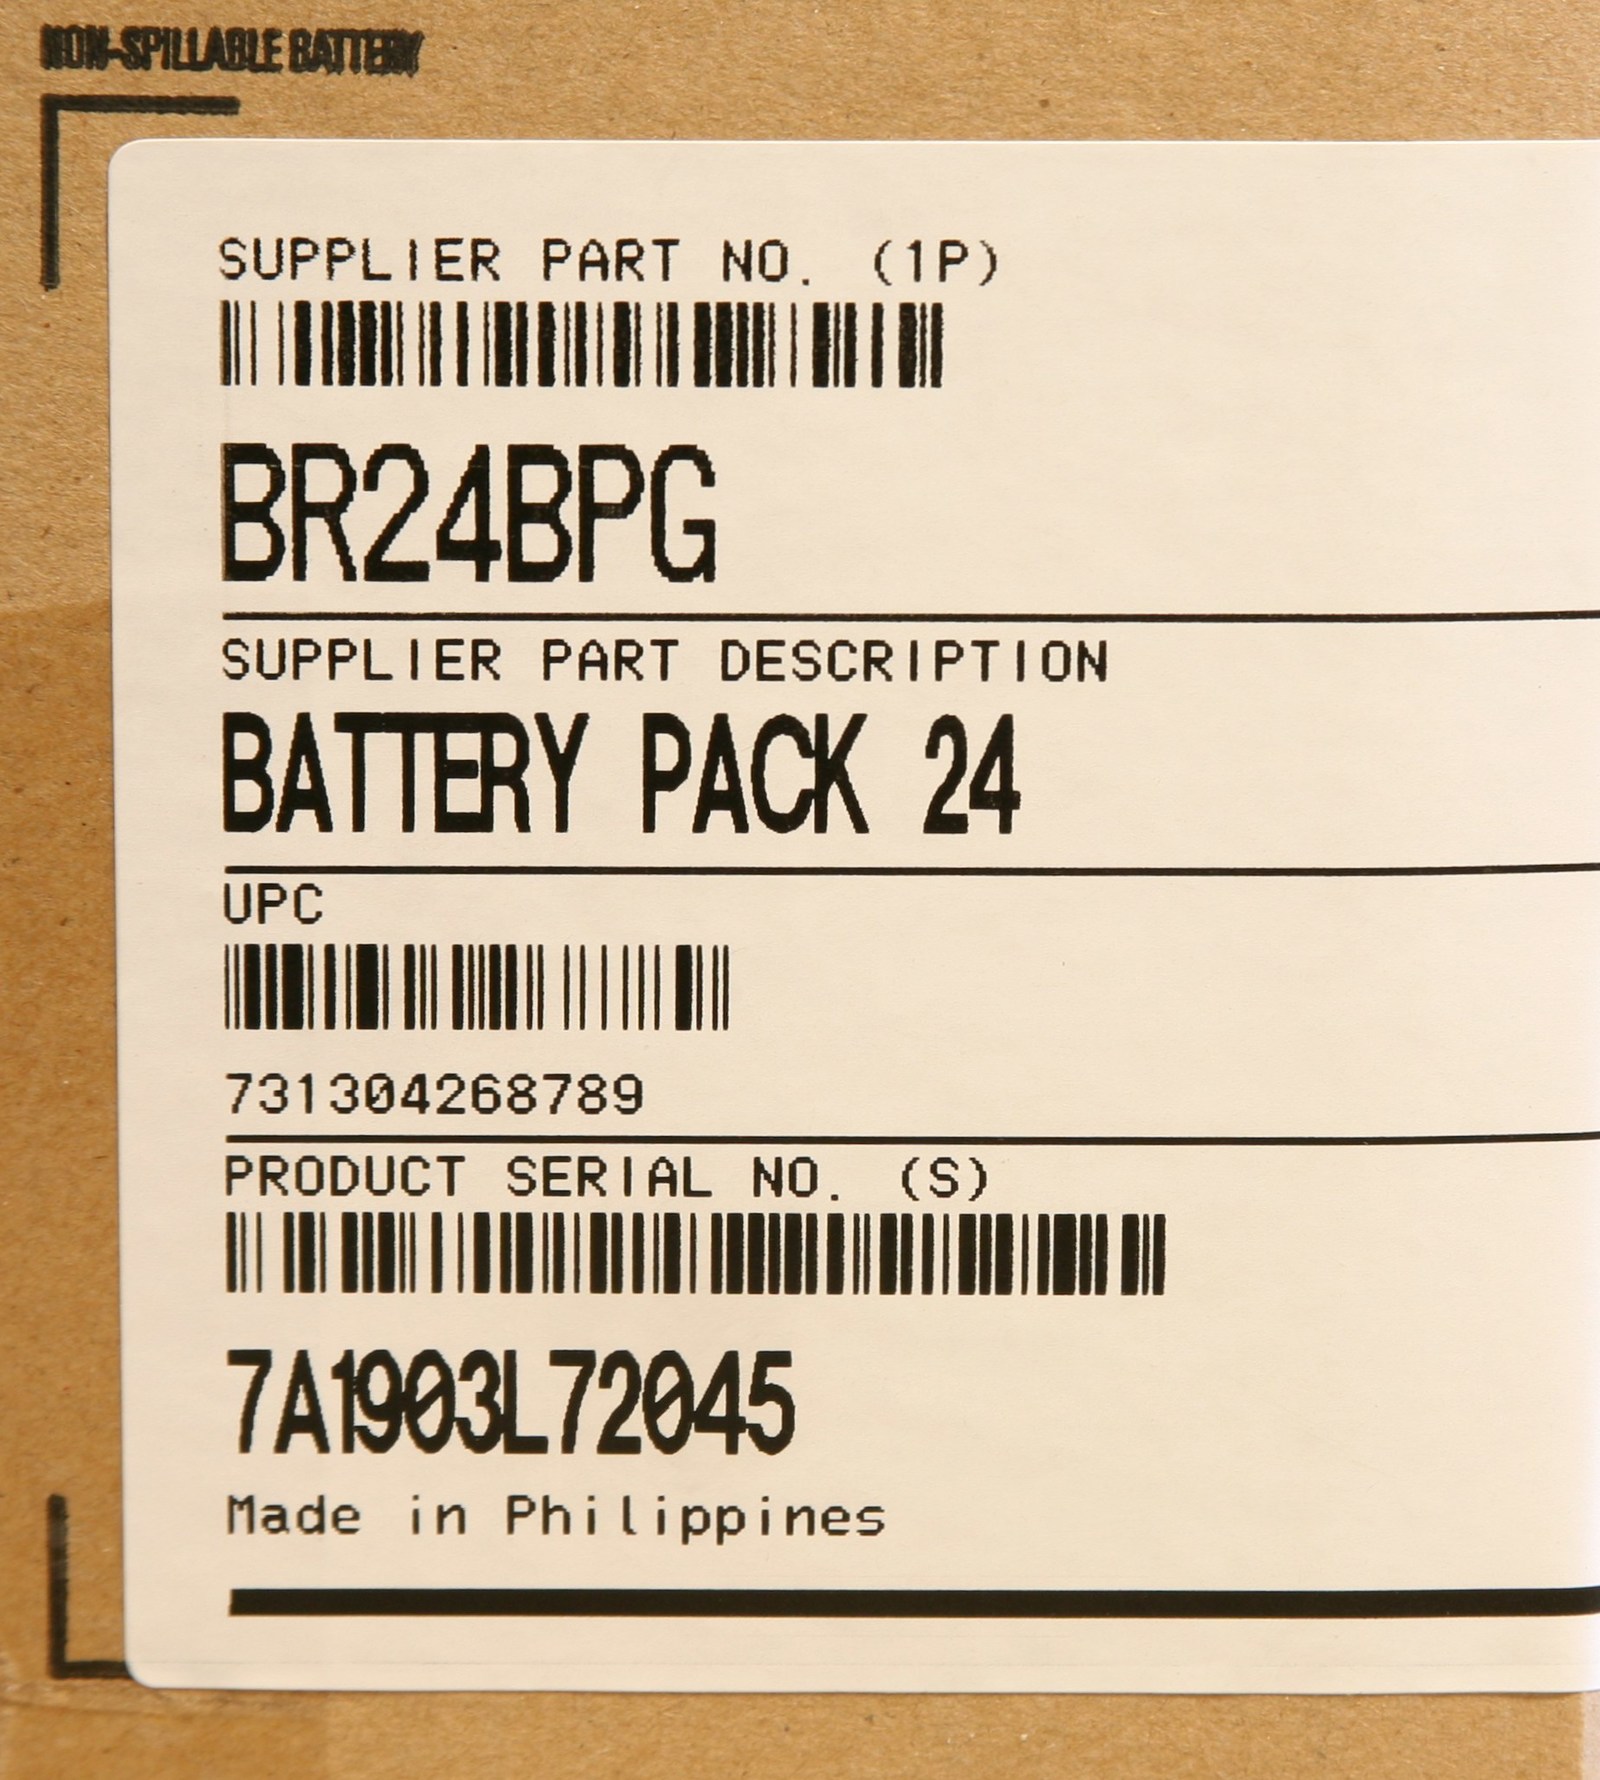 NON-SPILLABLE BATTERY
SUPPLIER PART NO. (1P)
BR24BPG
SUPPLIER PART DESCRIPTION
BATTERY PACK 24
UPC
731304268789
PRODUCT SERIAL NO. (S)
7A1903L72045
Made in Philippines